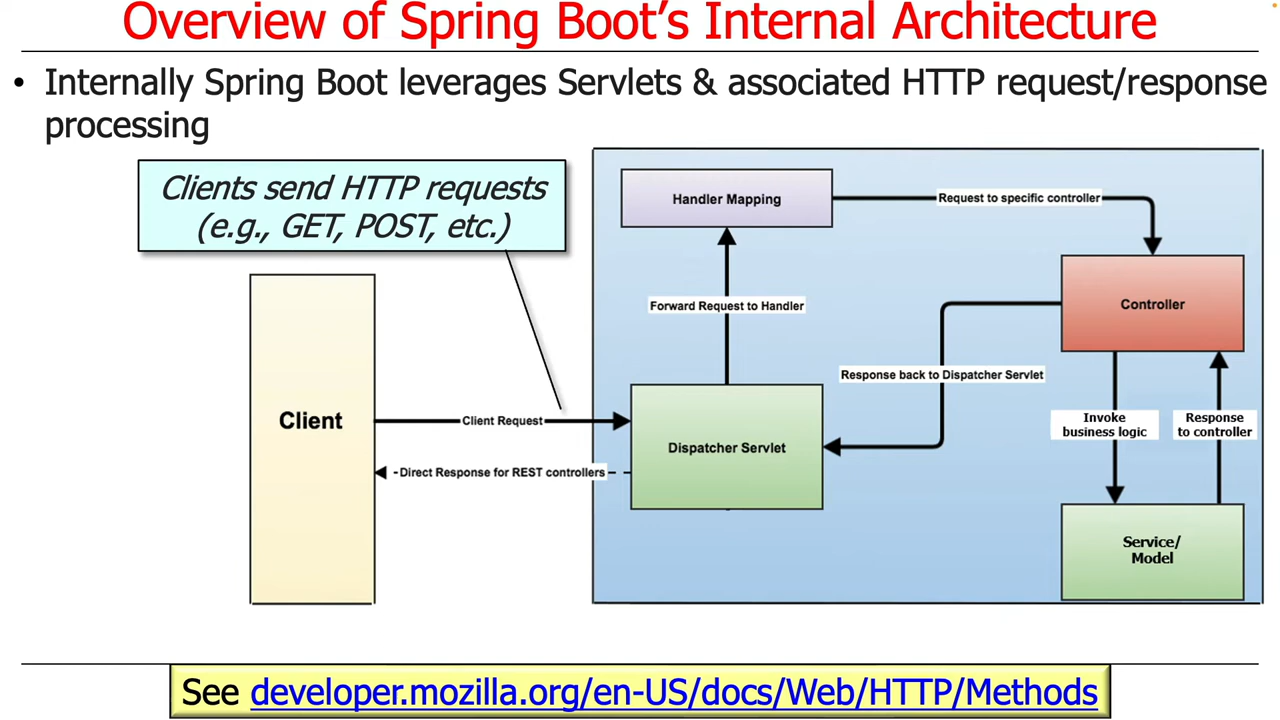 Overview of Spring Boot's Internal Architecture
• Internally Spring Boot leverages Servlets & associated HTTP request/response
processing
Clients send HTTP requests
(e.g., GET, POST, etc.)
Handler Mapping
Request to specific controller
Forward Request to Handler
Controller
Response back to Dispatcher Servlet
Client
Client Request
Dispatcher Servlet
Direct Response for REST controllers
Invoke
business logic
Response
to controller
Service/
Model
See developer.mozilla.org/en-US/docs/Web/HTTP/Methods